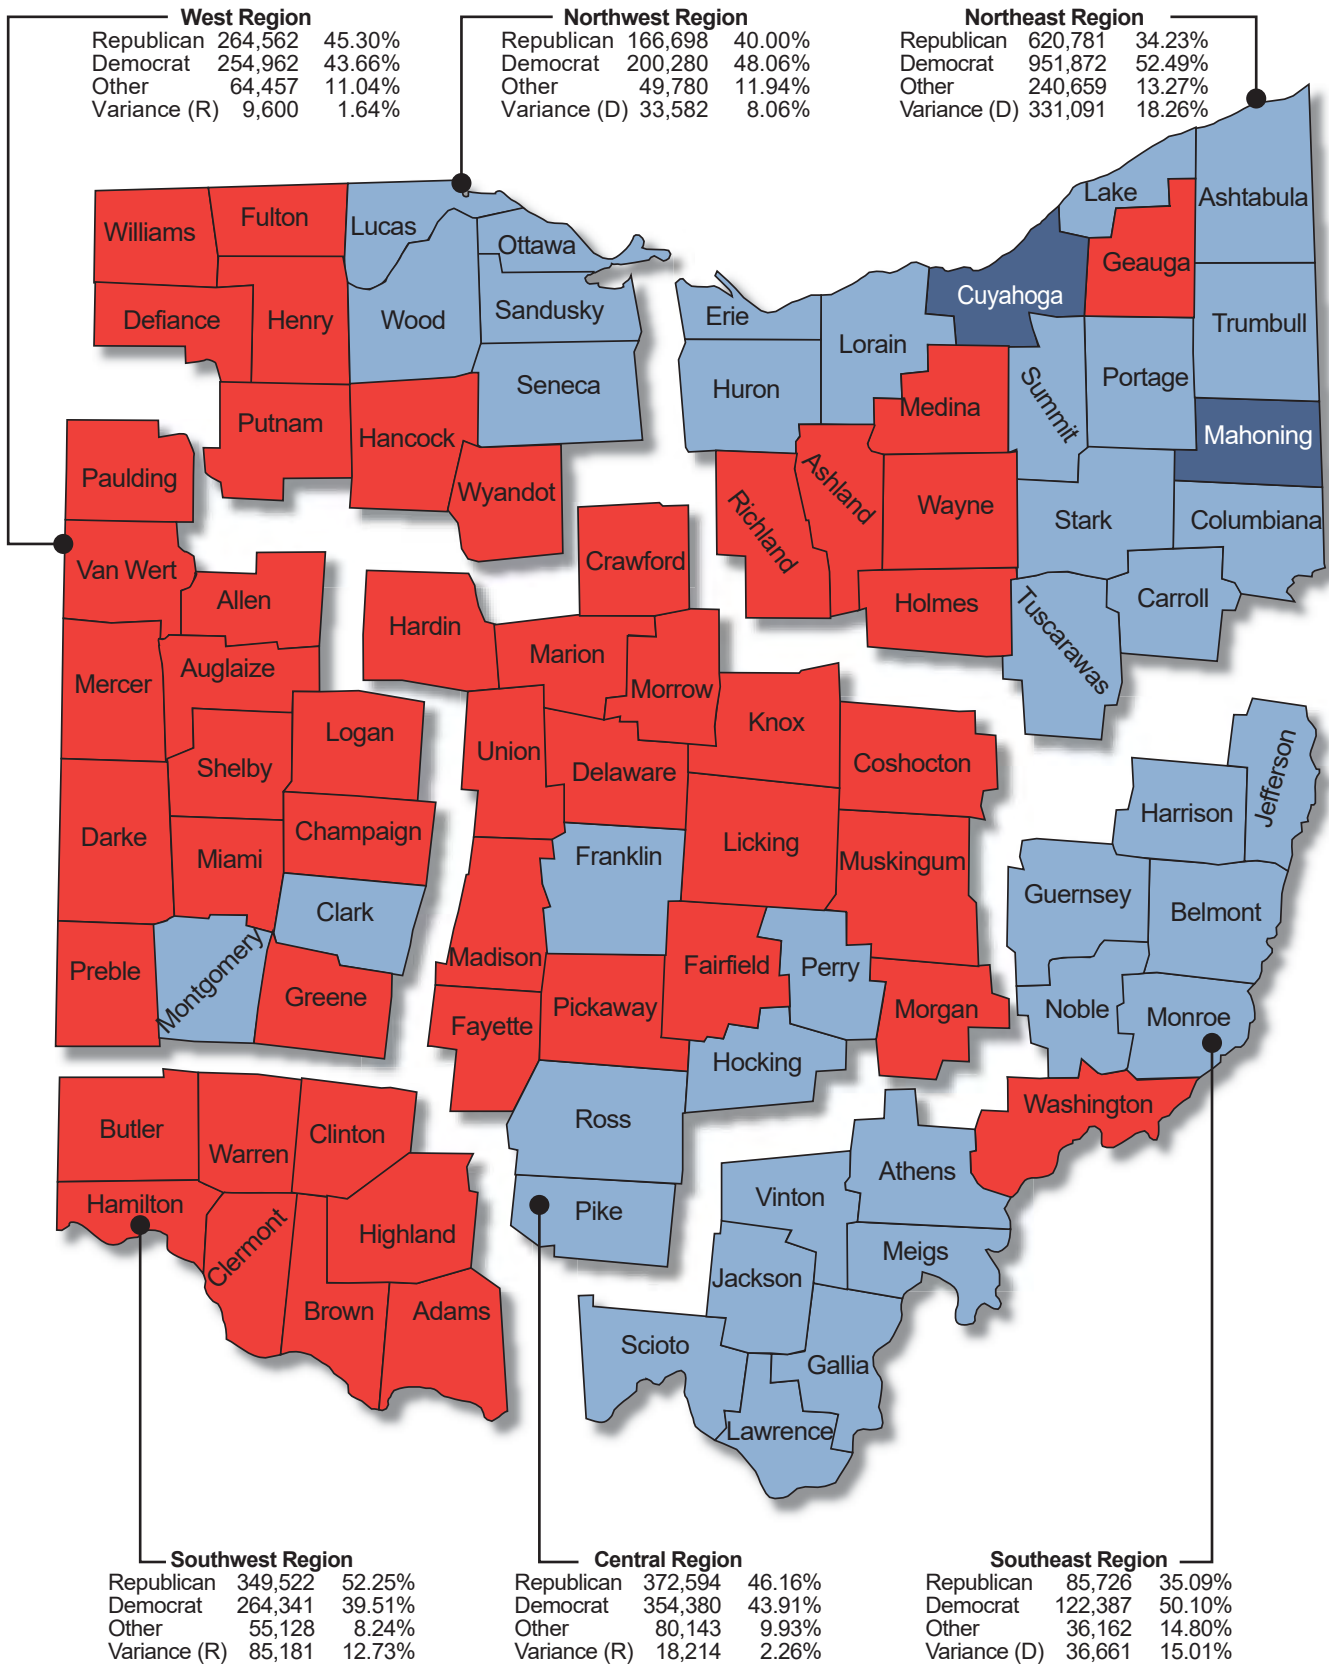 West Region
Republican 264,562 45.30%
Democrat 254,962 43.66%
Other 64,457 11.04%
Variance (R) 9,600 1.64%
Northwest Region
Republican 166,698 40.00%
Democrat 200,280 48.06%
Other 49,780 11.94%
Variance (D) 33,582 8.06%
Northeast Region
Republican 620,781 34.23%
Democrat 951,872 52.49%
Other 240,659 13.27%
Variance (D) 331,091 18.26%
Williams
Fulton
Lucas
Ottawa
Defiance
Henry
Wood
Sandusky
Seneca
Putnam
Hancock
Wyandot
Lake
Ashtabula
Geauga
Cuyahoga
Erie
Lorain
Trumbull
Huron
Medina
Summit
Portage
Mahoning
Richland
Ashland
Wayne
Stark
Columbiana
Holmes
Tuscarawas
Carroll
Paulding
Van Wert
Allen
Mercer
Auglaize
Logan
Shelby
Darke
Miami
Champaign
Clark
Preble
Montgomery
Greene
Crawford
Hardin
Marion
Morrow
Knox
Union
Delaware
Coshocton
Licking
Franklin
Muskingum
Madison
Fairfield
Perry
Fayette
Pickaway
Morgan
Hocking
Ross
Pike
Jefferson
Harrison
Guernsey
Belmont
Noble
Monroe
Washington
Athens
Vinton
Meigs
Jackson
Scioto
Gallia
Lawrence
Butler
Warren
Clinton
Hamilton
Clermont
Highland
Brown
Adams
Southwest Region
Republican 349,522 52.25%
Democrat 264,341 39.51%
Other 55,128 8.24%
Variance (R) 85,181 12.73%
Central Region
Republican 372,594 46.16%
Democrat 354,380 43.91%
Other 80,143 9.93%
Variance (R) 18,214 2.26%
Southeast Region
Republican 85,726 35.09%
Democrat 122,387 50.10%
Other 36,162 14.80%
Variance (D) 36,661 15.01%